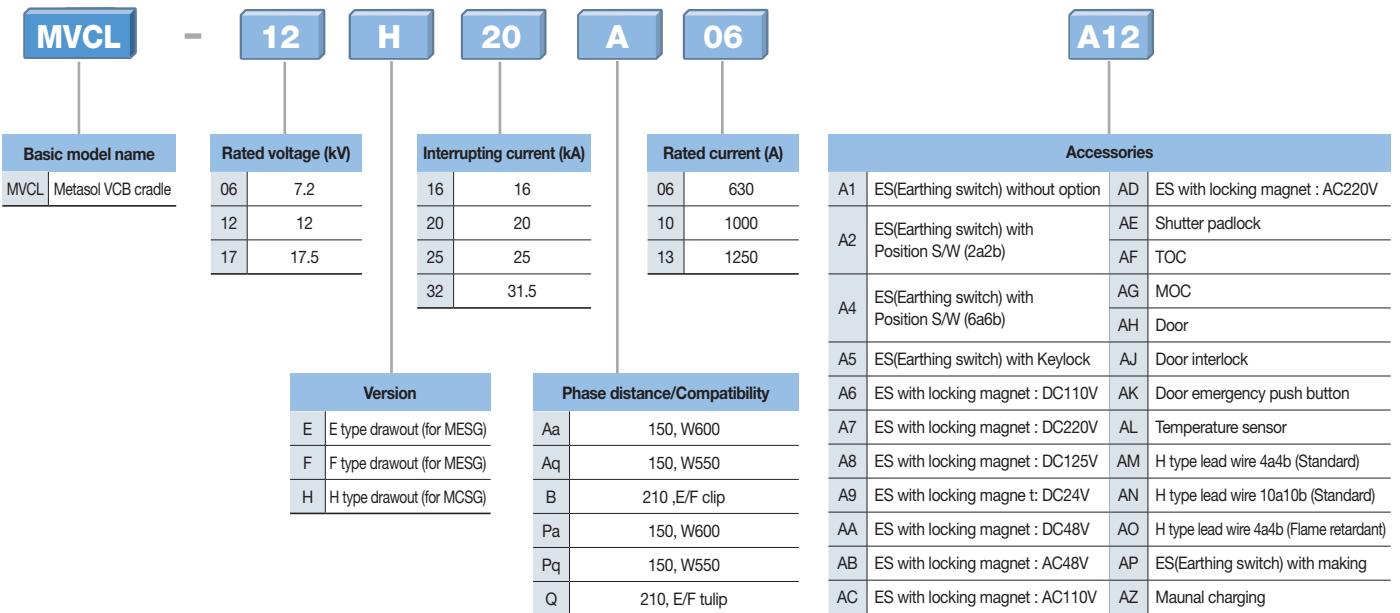 MVCL - 12 H 20 A 06 A12
Basic model name
MVCL Metasol VCB cradle
Rated voltage (kV)
06 7.2
12 12
17 17.5
Interrupting current (kA)
16 16
20 20
25 25
32 31.5
Rated current (A)
06 630
10 1000
13 1250
Version
E E type drawout (for MESG)
F F type drawout (for MESG)
H H type drawout (for MCSG)
Phase distance/Compatibility
Aa 150, W600
Aq 150, W550
B 210 ,E/F clip
Pa 150, W600
Pq 150, W550
Q 210, E/F tulip
Accessories
A1 ES(Earthing switch) without option
A2 ES(Earthing switch) with
Position S/W (2a2b)
A4 ES(Earthing switch) with
Position S/W (6a6b)
A5 ES(Earthing switch) with Keylock
A6 ES with locking magnet : DC110V
A7 ES with locking magnet : DC220V
A8 ES with locking magnet : DC125V
A9 ES with locking magne t: DC24V
AA ES with locking magnet : DC48V
AB ES with locking magnet : AC48V
AC ES with locking magnet : AC110V
AD ES with locking magnet : AC220V
AE Shutter padlock
AF TOC
AG MOC
AH Door
AJ Door interlock
AK Door emergency push button
AL Temperature sensor
AM H type lead wire 4a4b (Standard)
AN H type lead wire 10a10b (Standard)
AO H type lead wire 4a4b (Flame retardant)
AP ES(Earthing switch) with making
AZ Maunal charging